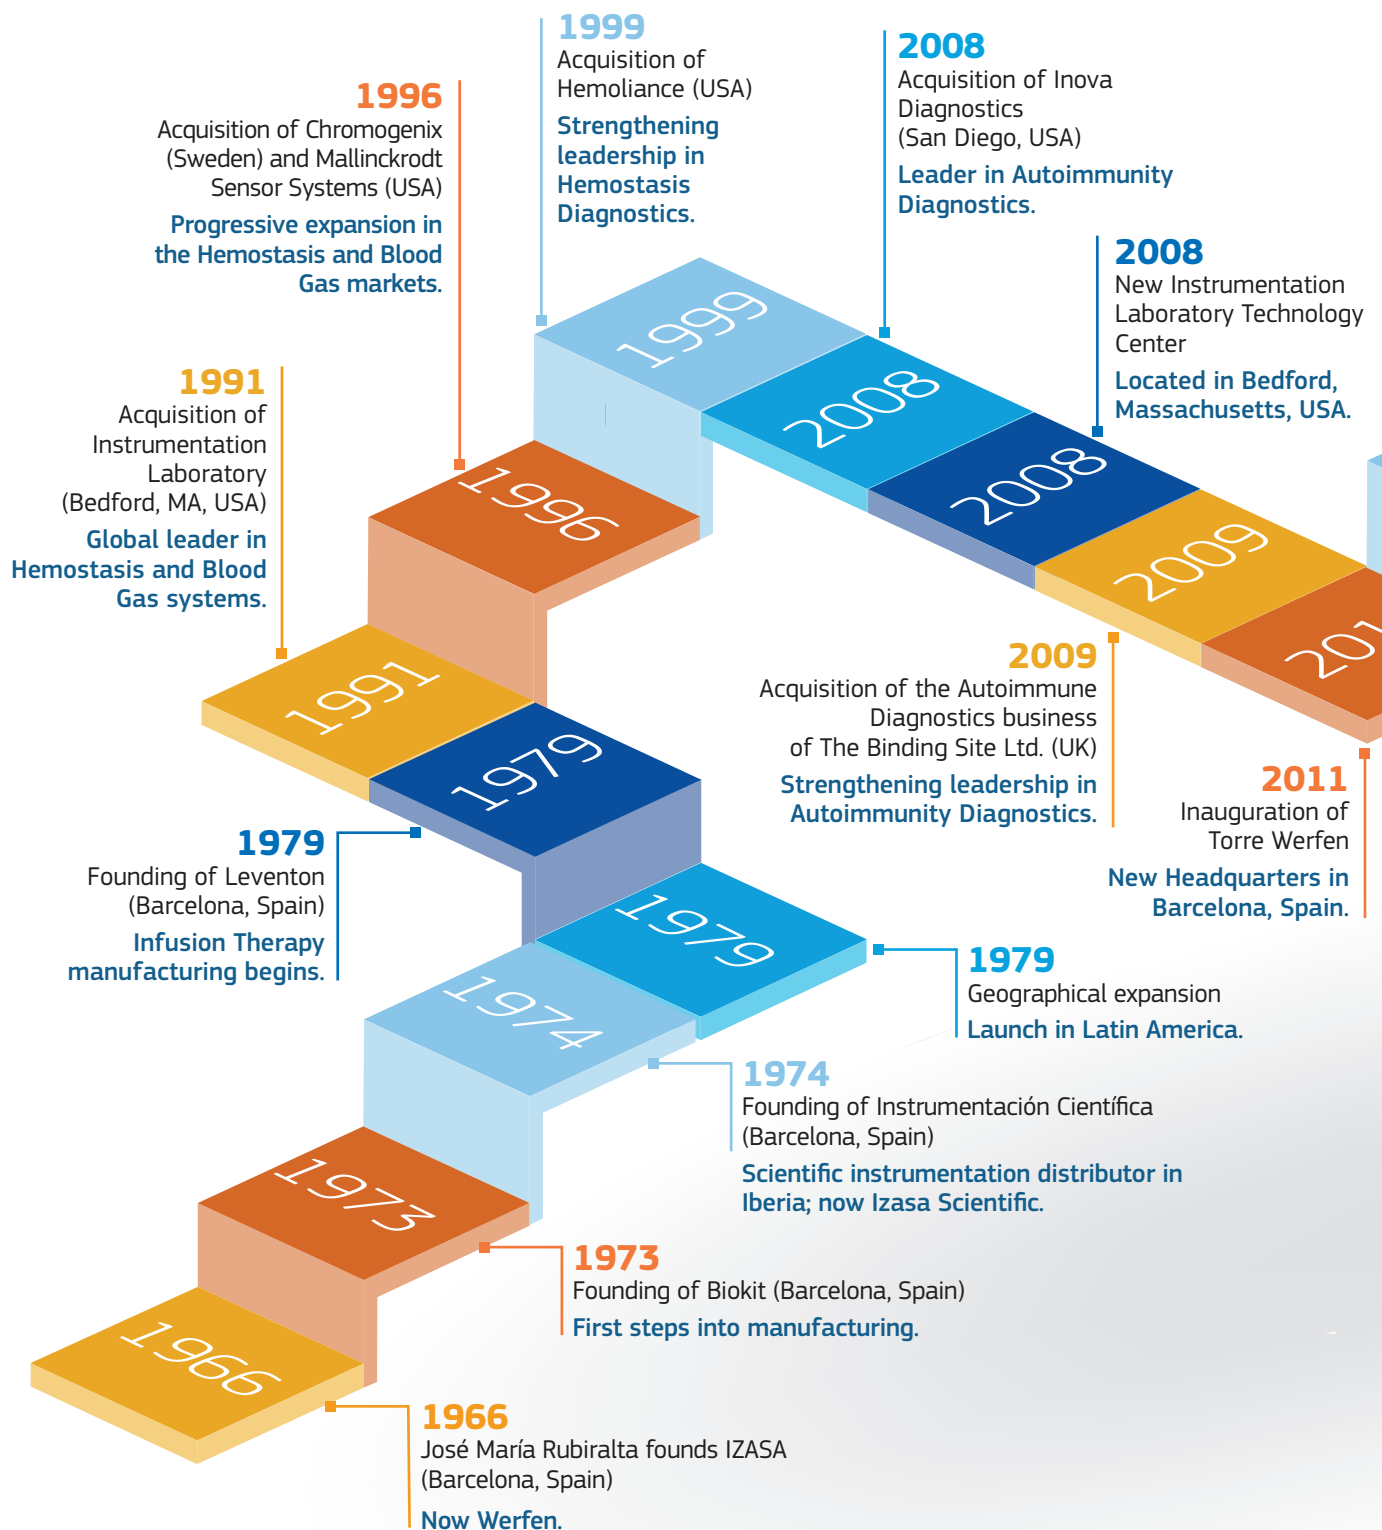 1999
Acquisition of
Hemoliance (USA)
Strengthening
leadership in
Hemostasis
Diagnostics.
2008
Acquisition of Inova
Diagnostics
(San Diego, USA)
Leader in Autoimmunity
Diagnostics.
1996
Acquisition of Chromogenix
(Sweden) and Mallinckrodt
Sensor Systems (USA)
Progressive expansion in
the Hemostasis and Blood
Gas markets.
2008
New Instrumentation
Laboratory Technology
Center
Located in Bedford,
Massachusetts, USA.
1991
Acquisition of
Instrumentation
Laboratory
(Bedford, MA, USA)
Global leader in
Hemostasis and Blood
Gas systems.
1999
2008
2008
2009
201
1996
1991
1979
2009
Acquisition of the Autoimmune
Diagnostics business
of The Binding Site Ltd. (UK)
Strengthening leadership in
Autoimmunity Diagnostics.
2011
Inauguration of
Torre Werfen
New Headquarters in
Barcelona, Spain.
1979
Founding of Leventon
(Barcelona, Spain)
Infusion Therapy
manufacturing begins.
1979
1979
Geographical expansion
Launch in Latin America.
1974
1974
Founding of Instrumentación Científica
(Barcelona, Spain)
Scientific instrumentation distributor in
Iberia; now Izasa Scientific.
1973
1973
Founding of Biokit (Barcelona, Spain)
First steps into manufacturing.
1966
1966
José María Rubiralta founds IZASA
(Barcelona, Spain)
Now Werfen.